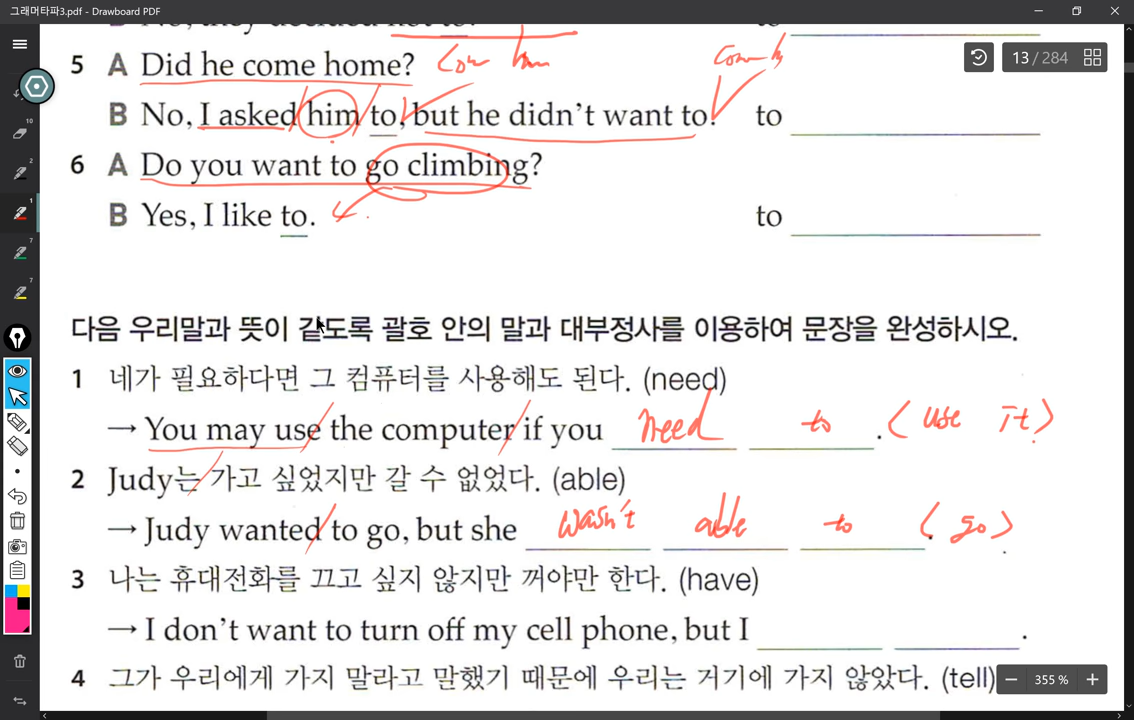 그래머타파3.pdf - Drawboard PDF
13 / 284
5 A Did he come home? come home
B No, I asked him to, but he didn't want to. to
6 A Do you want to go climbing?
B Yes, I like to. to
다음 우리말과 뜻이 같도록 괄호 안의 말과 대부정사를 이용하여 문장을 완성하시오.
1 네가 필요하다면 그 컴퓨터를 사용해도 된다. (need)
→ You may use the computer if you need to. (use it)
2 Judy는 가고 싶었지만 갈 수 없었다. (able)
→ Judy wanted to go, but she wasn't able to. (go)
3 나는 휴대전화를 끄고 싶지 않지만 꺼야만 한다. (have)
→ I don't want to turn off my cell phone, but I .
4 그가 우리에게 가지 말라고 말했기 때문에 우리는 거기에 가지 않았다. (tell)
355 %